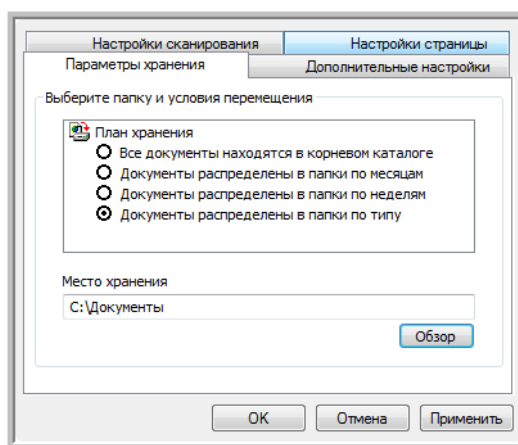 Настройки сканирования
Настройки страницы
Параметры хранения
Дополнительные настройки
Выберите папку и условия перемещения
План хранения
Все документы находятся в корневом каталоге
Документы распределены в папки по месяцам
Документы распределены в папки по неделям
Документы распределены в папки по типу
Место хранения
С:\Документы
Обзор
OK
Отмена
Применить